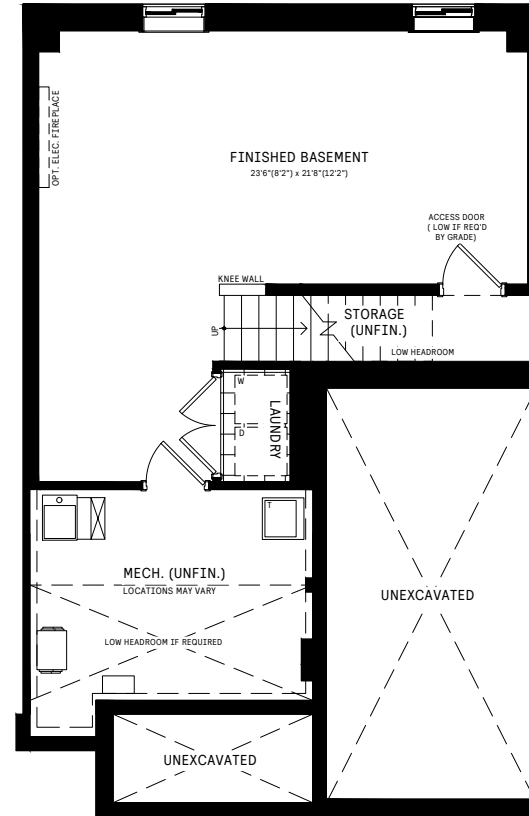 OPT. ELEC. FIREPLACE
FINISHED BASEMENT
23'6"(8'2") x 21'8"(12'2")
ACCESS DOOR
( LOW IF REQ'D
BY GRADE)
KNEE WALL
UP
STORAGE
(UNFIN.)
LOW HEADROOM
W
D
LAUNDRY
T
MECH. (UNFIN.)
LOCATIONS MAY VARY
LOW HEADROOM IF REQUIRED
UNEXCAVATED
UNEXCAVATED